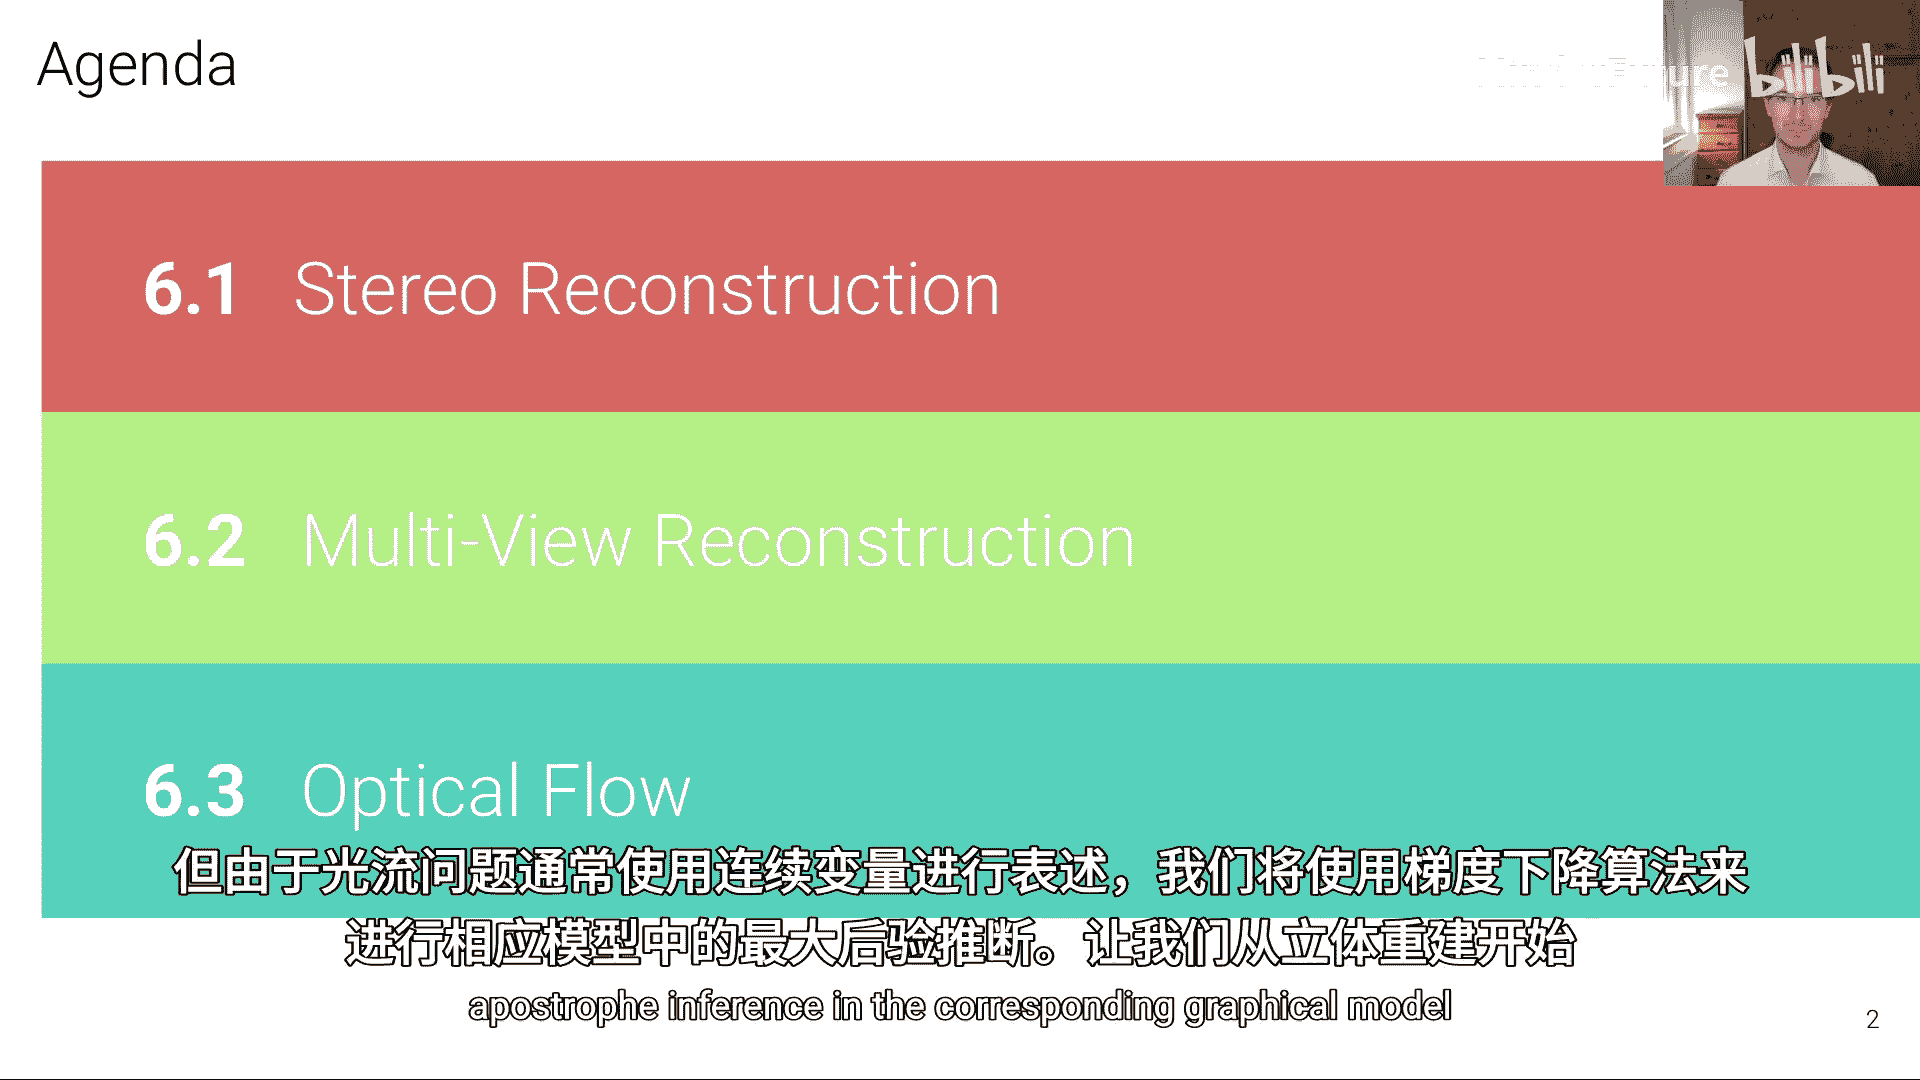 Agenda
bilibili
6.1 Stereo Reconstruction
6.2 Multi-View Reconstruction
6.3 Optical Flow
但由于光流问题通常使用连续变量进行表述，我们将使用梯度下降算法来
进行相应模型中的最大后验推断。让我们从立体重建开始
apostrophe inference in the corresponding graphical model
2